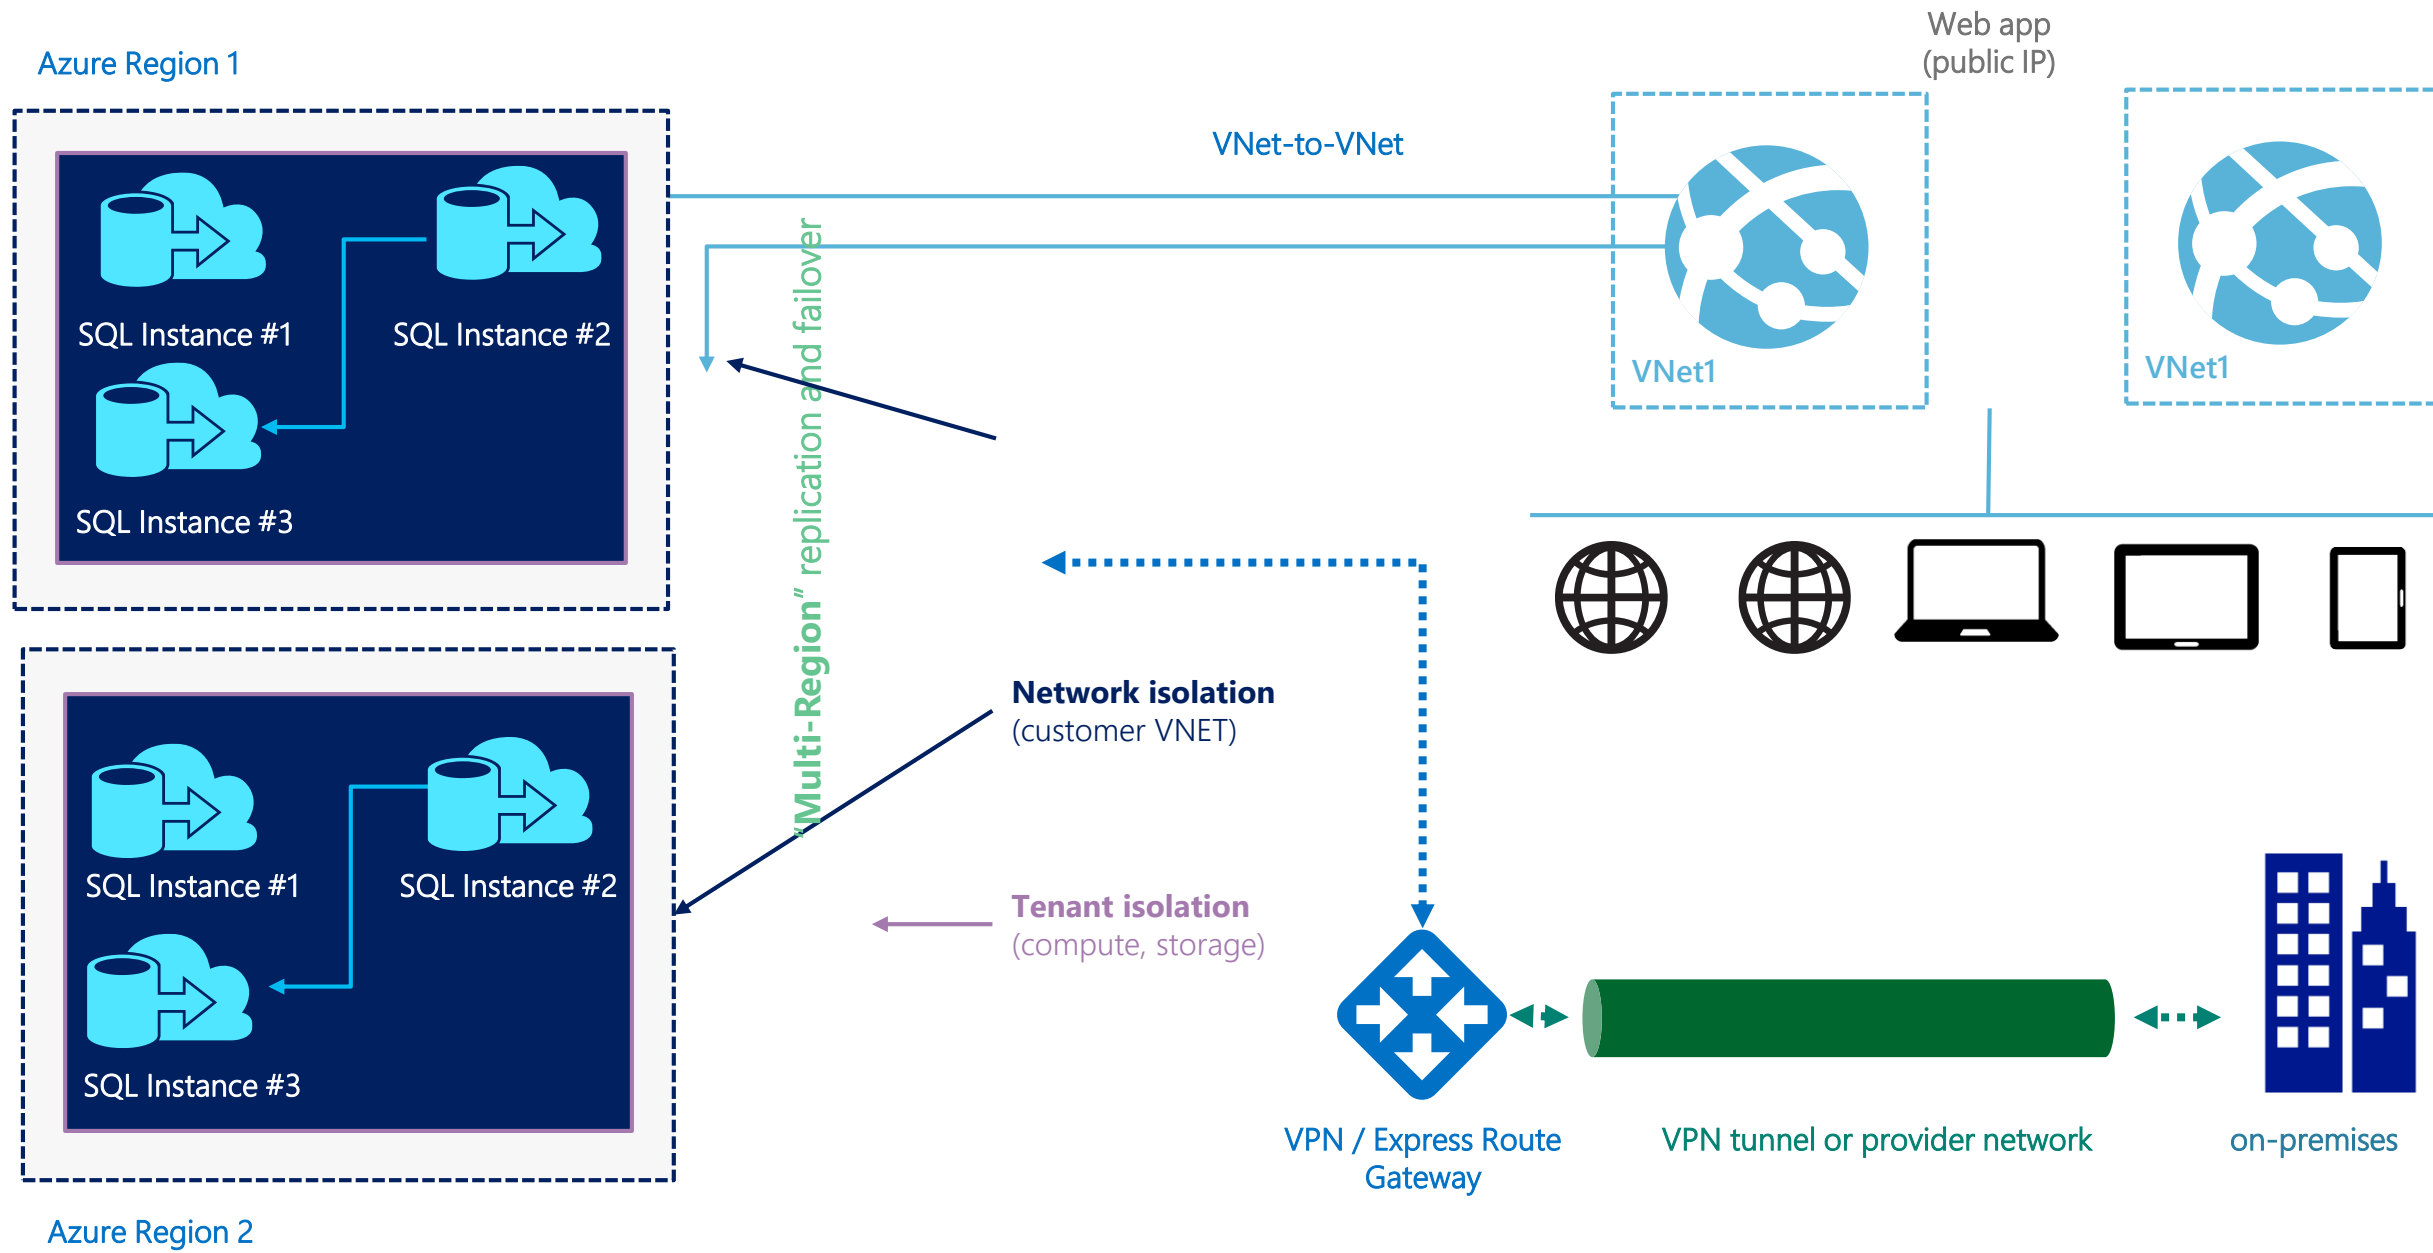 Azure Region 1
Web app
(public IP)
VNet-to-VNet
SQL Instance #1
SQL Instance #2
SQL Instance #3
VNet1
VNet1
“Multi-Region” replication and failover
Network isolation
(customer VNET)
SQL Instance #1
SQL Instance #2
SQL Instance #3
Tenant isolation
(compute, storage)
VPN / Express Route
Gateway
VPN tunnel or provider network
on-premises
Azure Region 2